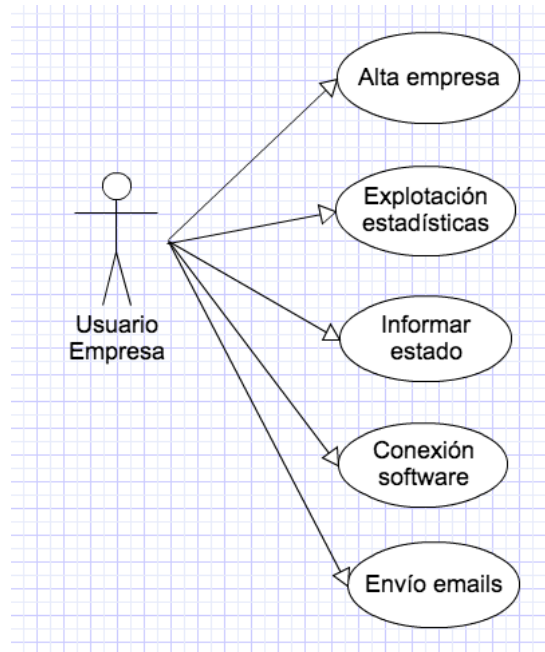 Alta empresa
Explotación
estadísticas
Usuario
Empresa
Informar
estado
Conexión
software
Envío emails